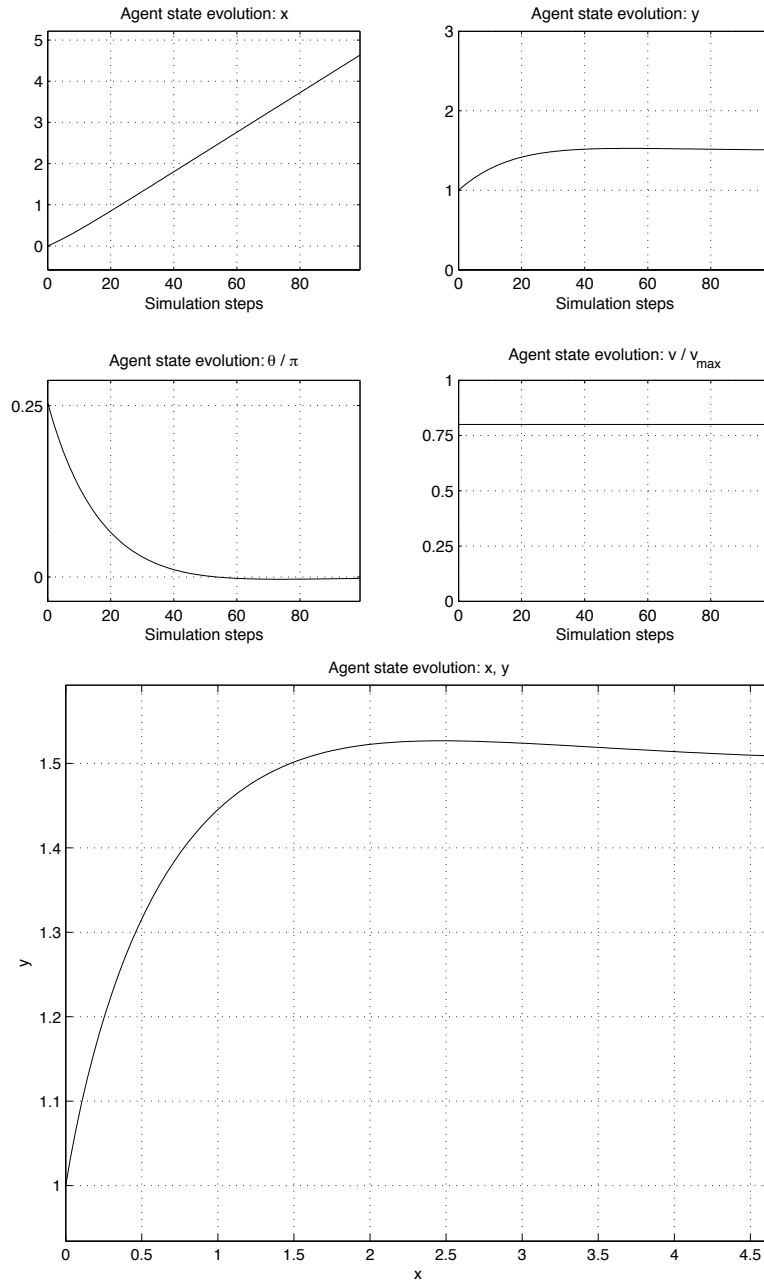 Agent state evolution: x
5
4
3
2
1
0
0 20 40 60 80
Simulation steps
Agent state evolution: y
3
2
1
0
0 20 40 60 80
Simulation steps
Agent state evolution: θ / π
0.25
0
0 20 40 60 80
Simulation steps
Agent state evolution: v / v_max
1
0.75
0.5
0.25
0
0 20 40 60 80
Simulation steps
Agent state evolution: x, y
1.5
1.4
1.3
1.2
1.1
1
y
0 0.5 1 1.5 2 2.5 3 3.5 4 4.5
x